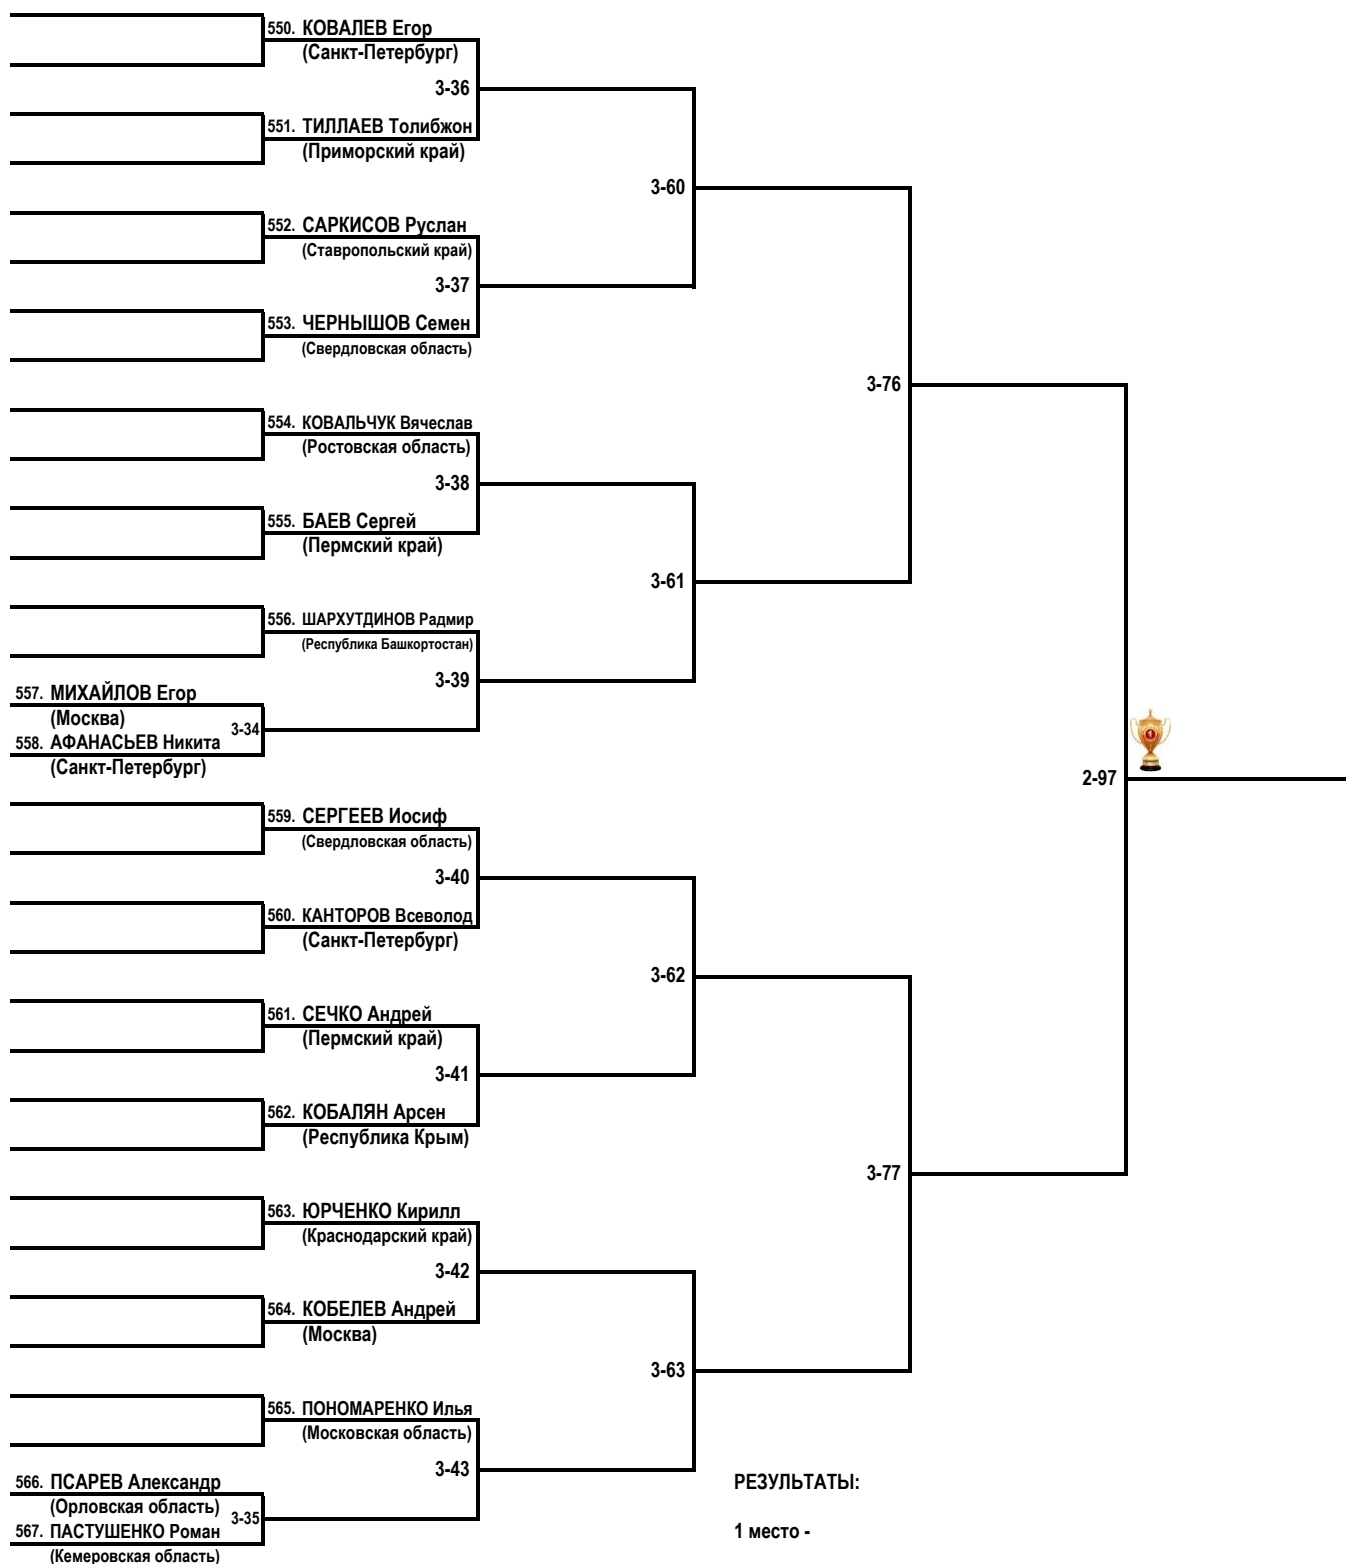 550. КОВАЛЕВ Егор
(Санкт-Петербург)
3-36
551. ТИЛЛАЕВ Толибжон
(Приморский край)
3-60
552. САРКИСОВ Руслан
(Ставропольский край)
3-37
553. ЧЕРНЫШОВ Семен
(Свердловская область)
3-76
554. КОВАЛЬЧУК Вячеслав
(Ростовская область)
3-38
555. БАЕВ Сергей
(Пермский край)
3-61
556. ШАРХУТДИНОВ Радмир
(Республика Башкортостан)
3-39
557. МИХАЙЛОВ Егор
(Москва)
3-34
558. АФАНАСЬЕВ Никита
(Санкт-Петербург)
1
2-97
559. СЕРГЕЕВ Иосиф
(Свердловская область)
3-40
560. КАНТОРОВ Всеволод
(Санкт-Петербург)
3-62
561. СЕЧКО Андрей
(Пермский край)
3-41
562. КОБАЛЯН Арсен
(Республика Крым)
3-77
563. ЮРЧЕНКО Кирилл
(Краснодарский край)
3-42
564. КОБЕЛЕВ Андрей
(Москва)
3-63
565. ПОНОМАРЕНКО Илья
(Московская область)
3-43
566. ПСАРЕВ Александр
(Орловская область)
3-35
567. ПАСТУШЕНКО Роман
(Кемеровская область)
РЕЗУЛЬТАТЫ:
1 место -